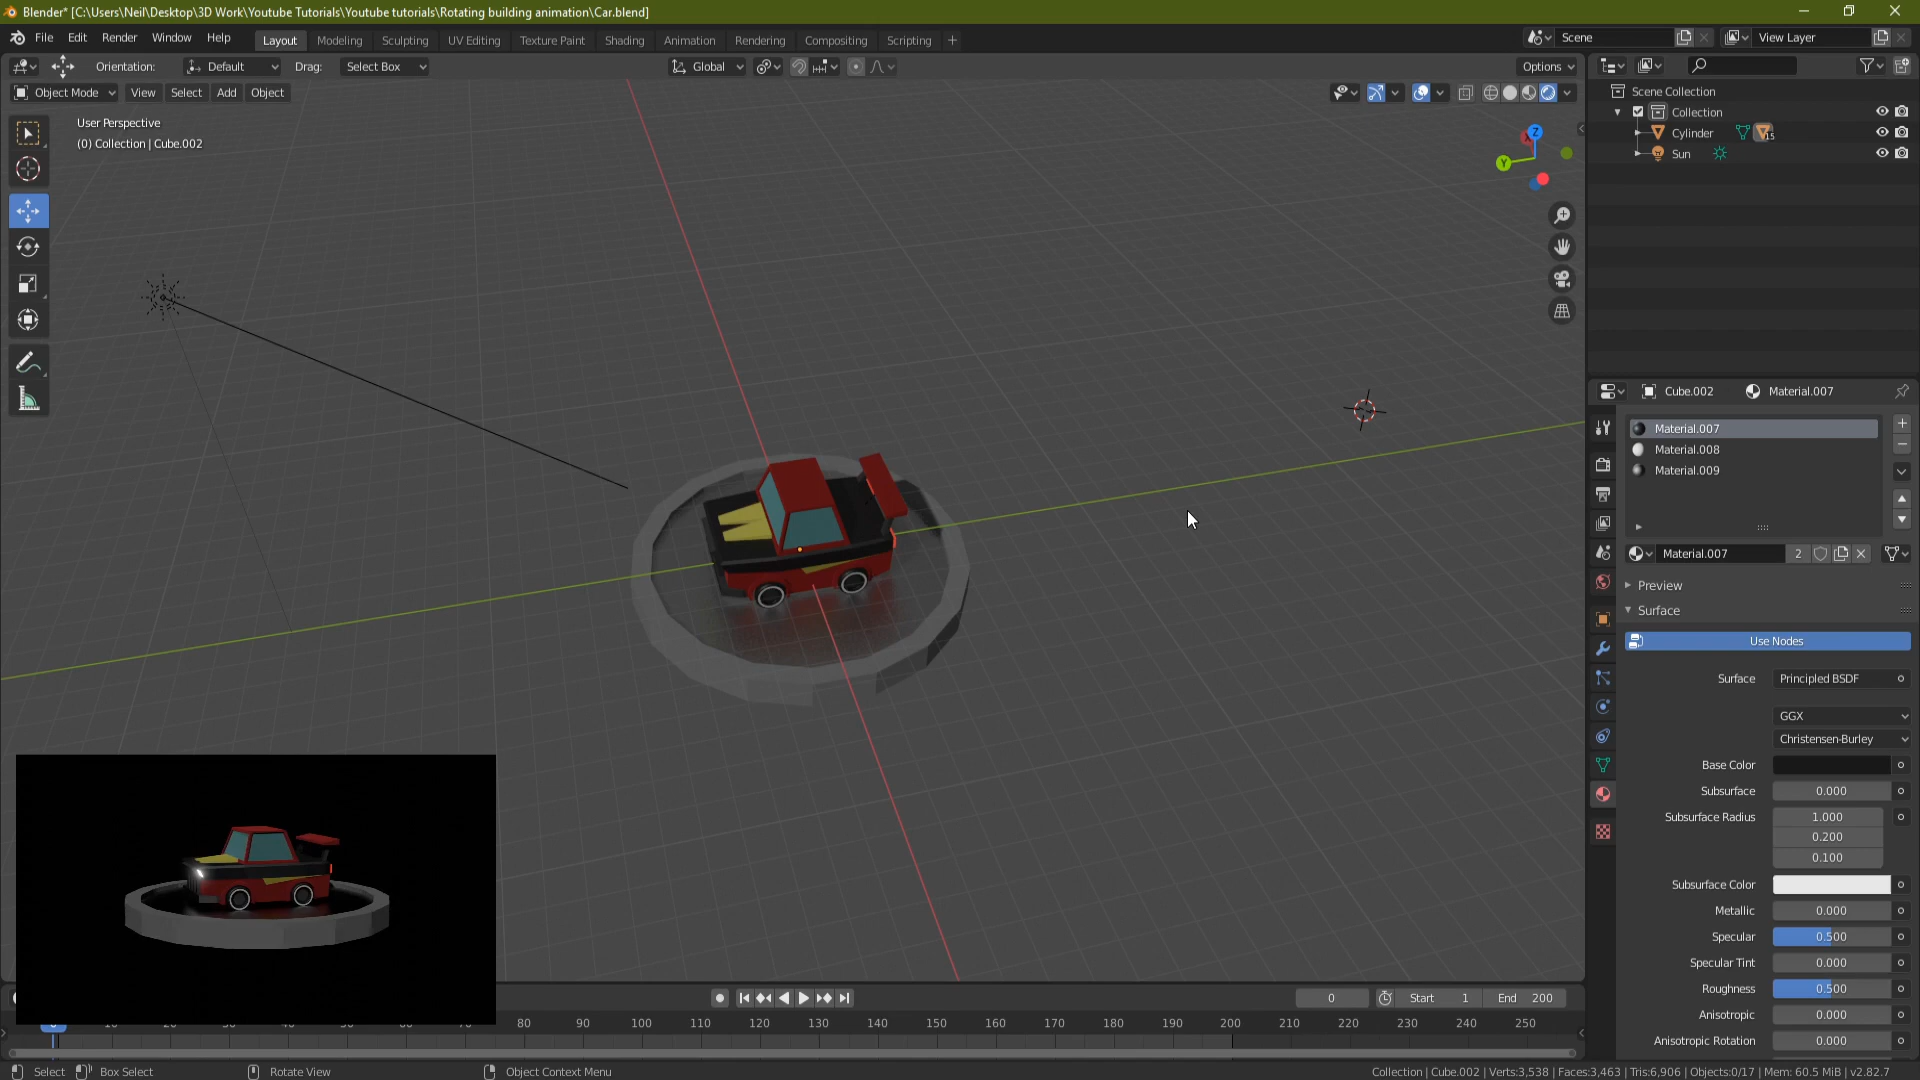 Blender* [C:\Users\Neil\Desktop\3D Work\Youtube Tutorials\Youtube tutorials\Rotating building animation\Car.blend]
File Edit Render Window Help Layout Modeling Sculpting UV Editing Texture Paint Shading Animation Rendering Compositing Scripting + Scene View Layer
Orientation: Default Drag: Select Box Global Options
Object Mode View Select Add Object
User Perspective
(0) Collection | Cube.002
Z
Y
Scene Collection
Collection
Cylinder 15
Sun
Cube.002 Material.007
Material.007
Material.008
Material.009
Material.007 2
Preview
Surface
Use Nodes
Surface Principled BSDF
GGX
Christensen-Burley
Base Color
Subsurface 0.000
Subsurface Radius 1.000
0.200
0.100
Subsurface Color
Metallic 0.000
Specular 0.500
Specular Tint 0.000
Roughness 0.500
Anisotropic 0.000
Anisotropic Rotation 0.000
0 Start 1 End 200
80 90 100 110 120 130 140 150 160 170 180 190 200 210 220 230 240 250
Select Box Select Rotate View Object Context Menu
Collection | Cube.002 | Verts:3,538 | Faces:3,463 | Tris:6,906 | Objects:0/17 | Mem: 60.5 MiB | v2.82.7